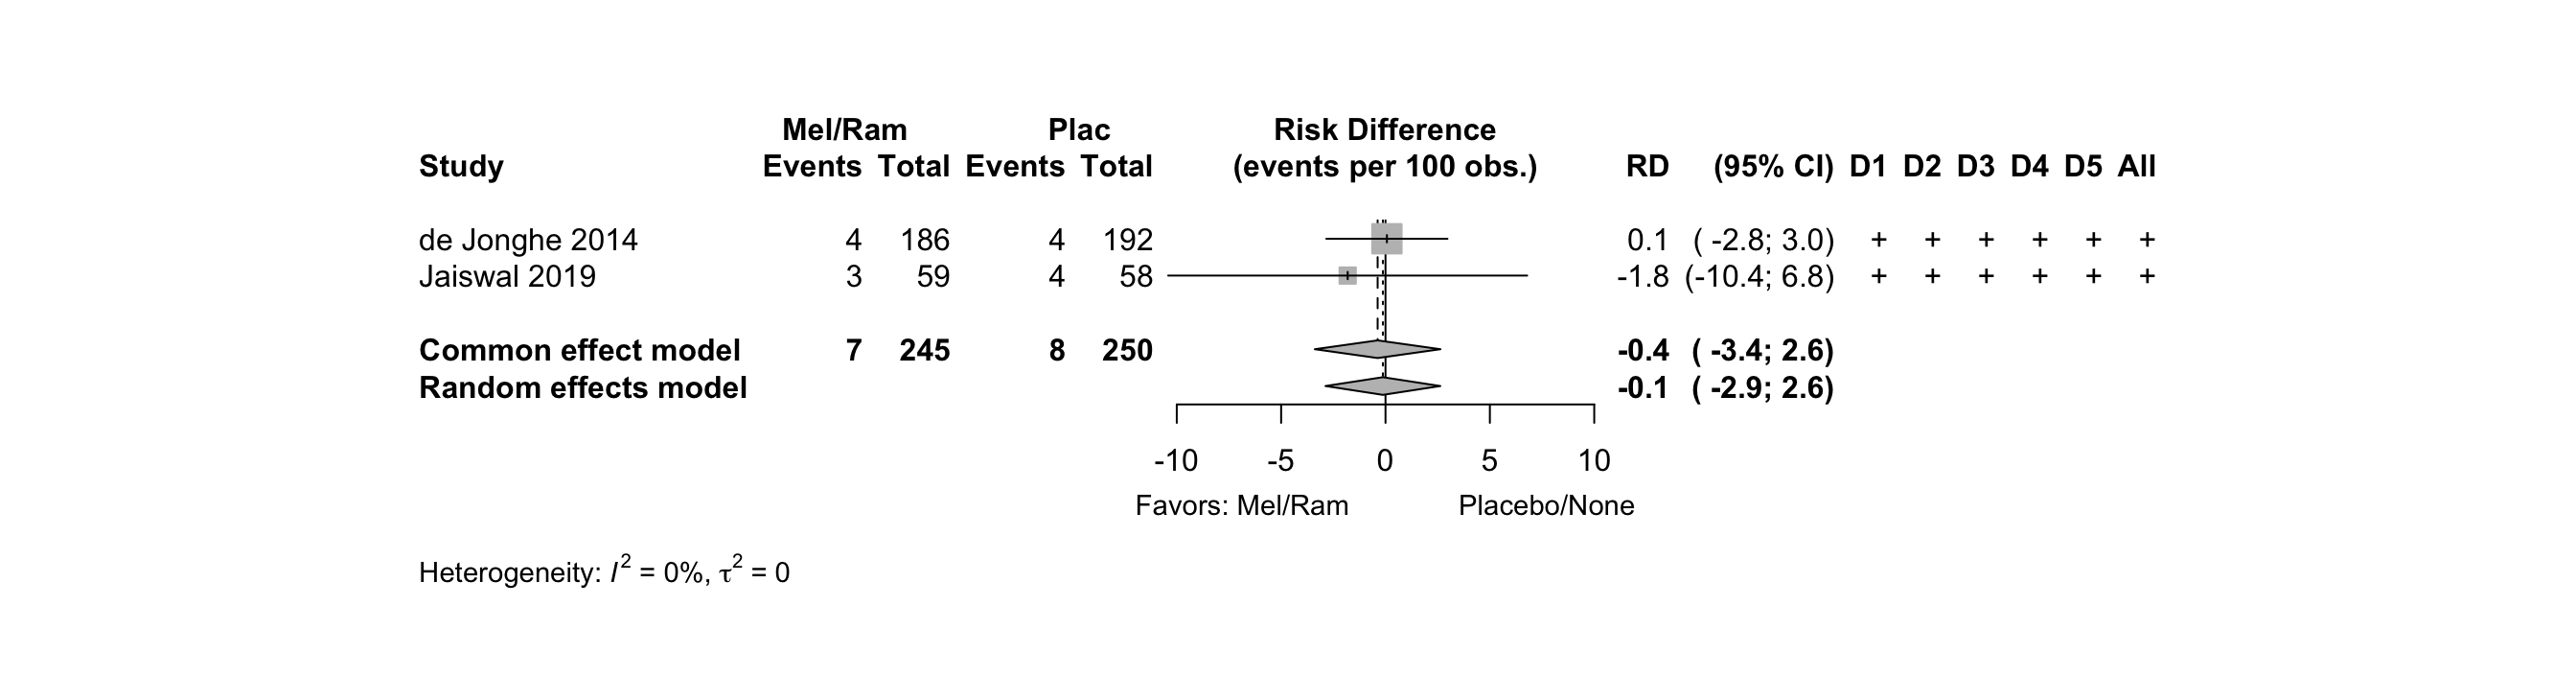 Mel/Ram Plac Risk Difference
Study Events Total Events Total (events per 100 obs.) RD (95% CI) D1 D2 D3 D4 D5 All
de Jonghe 2014 4 186 4 192 0.1 ( -2.8; 3.0) + + + + + +
Jaiswal 2019 3 59 4 58 -1.8 (-10.4; 6.8) + + + + + +
Common effect model 7 245 8 250 -0.4 ( -3.4; 2.6)
Random effects model -0.1 ( -2.9; 2.6)
-10 -5 0 5 10
Favors: Mel/Ram Placebo/None
Heterogeneity: I² = 0%, τ² = 0